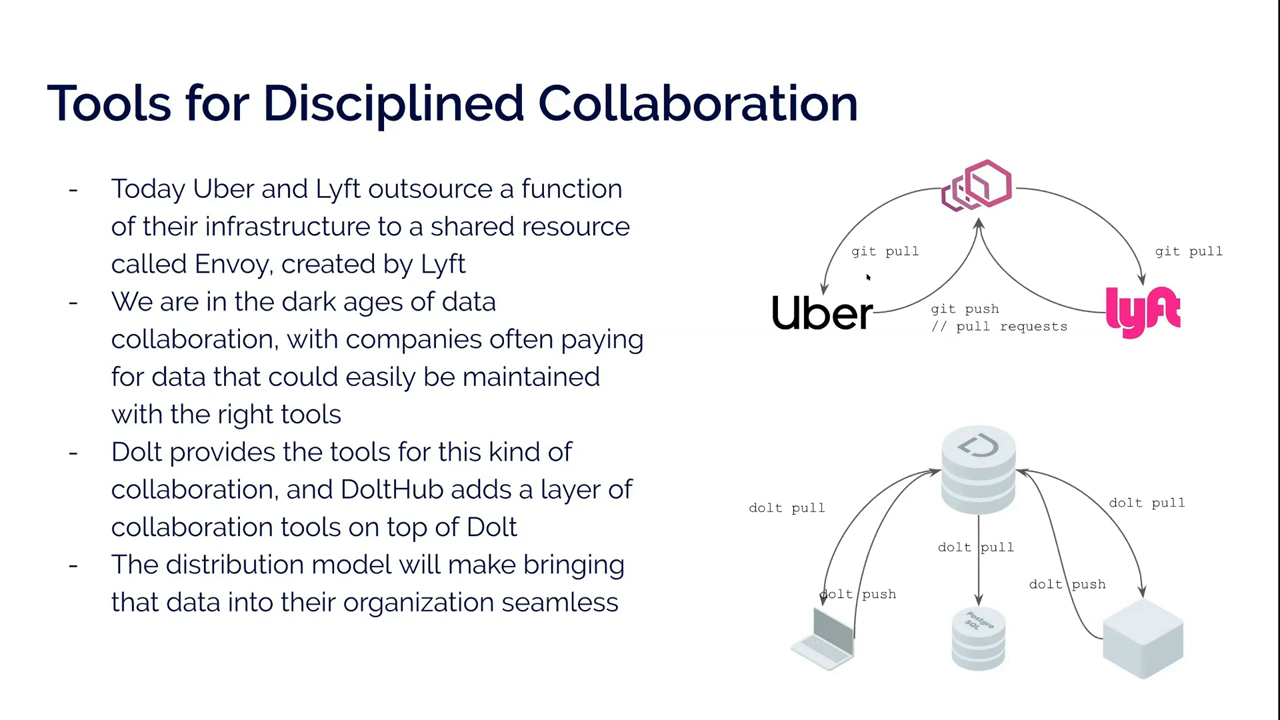 Tools for Disciplined Collaboration
- Today Uber and Lyft outsource a function
of their infrastructure to a shared resource
called Envoy, created by Lyft
- We are in the dark ages of data
collaboration, with companies often paying
for data that could easily be maintained
with the right tools
- Dolt provides the tools for this kind of
collaboration, and DoltHub adds a layer of
collaboration tools on top of Dolt
- The distribution model will make bringing
that data into their organization seamless
git pull
git pull
Uber
git push
// pull requests
lyft
dolt pull
dolt pull
dolt pull
dolt push
dolt push
Postgre
SQL